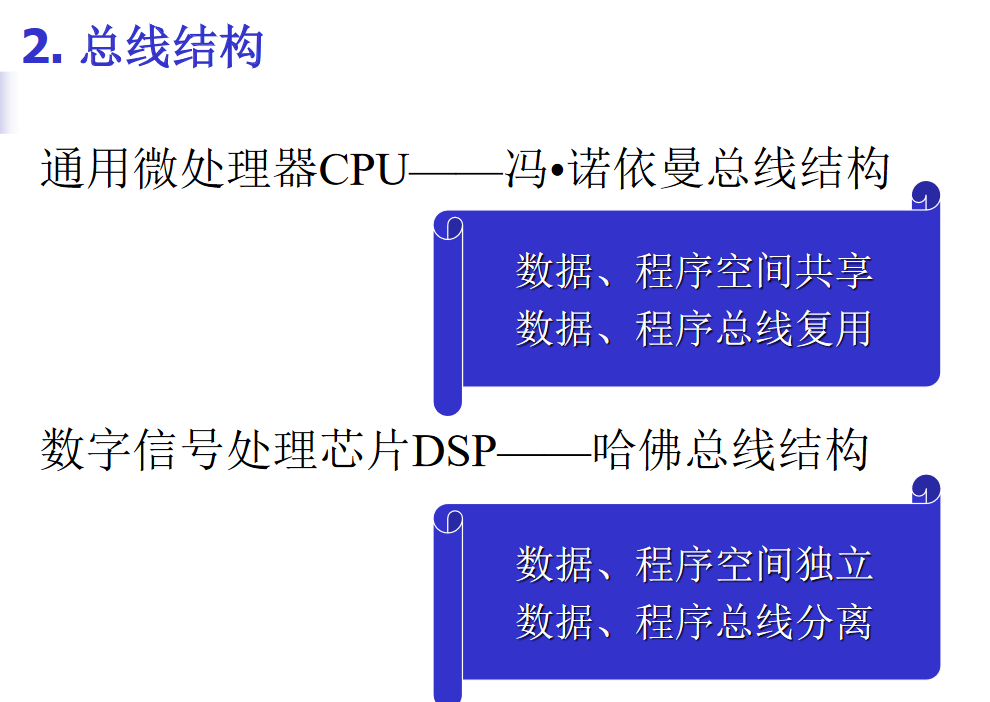 2. 总线结构
通用微处理器CPU——冯•诺依曼总线结构
数据、程序空间共享
数据、程序总线复用
数字信号处理芯片DSP——哈佛总线结构
数据、程序空间独立
数据、程序总线分离